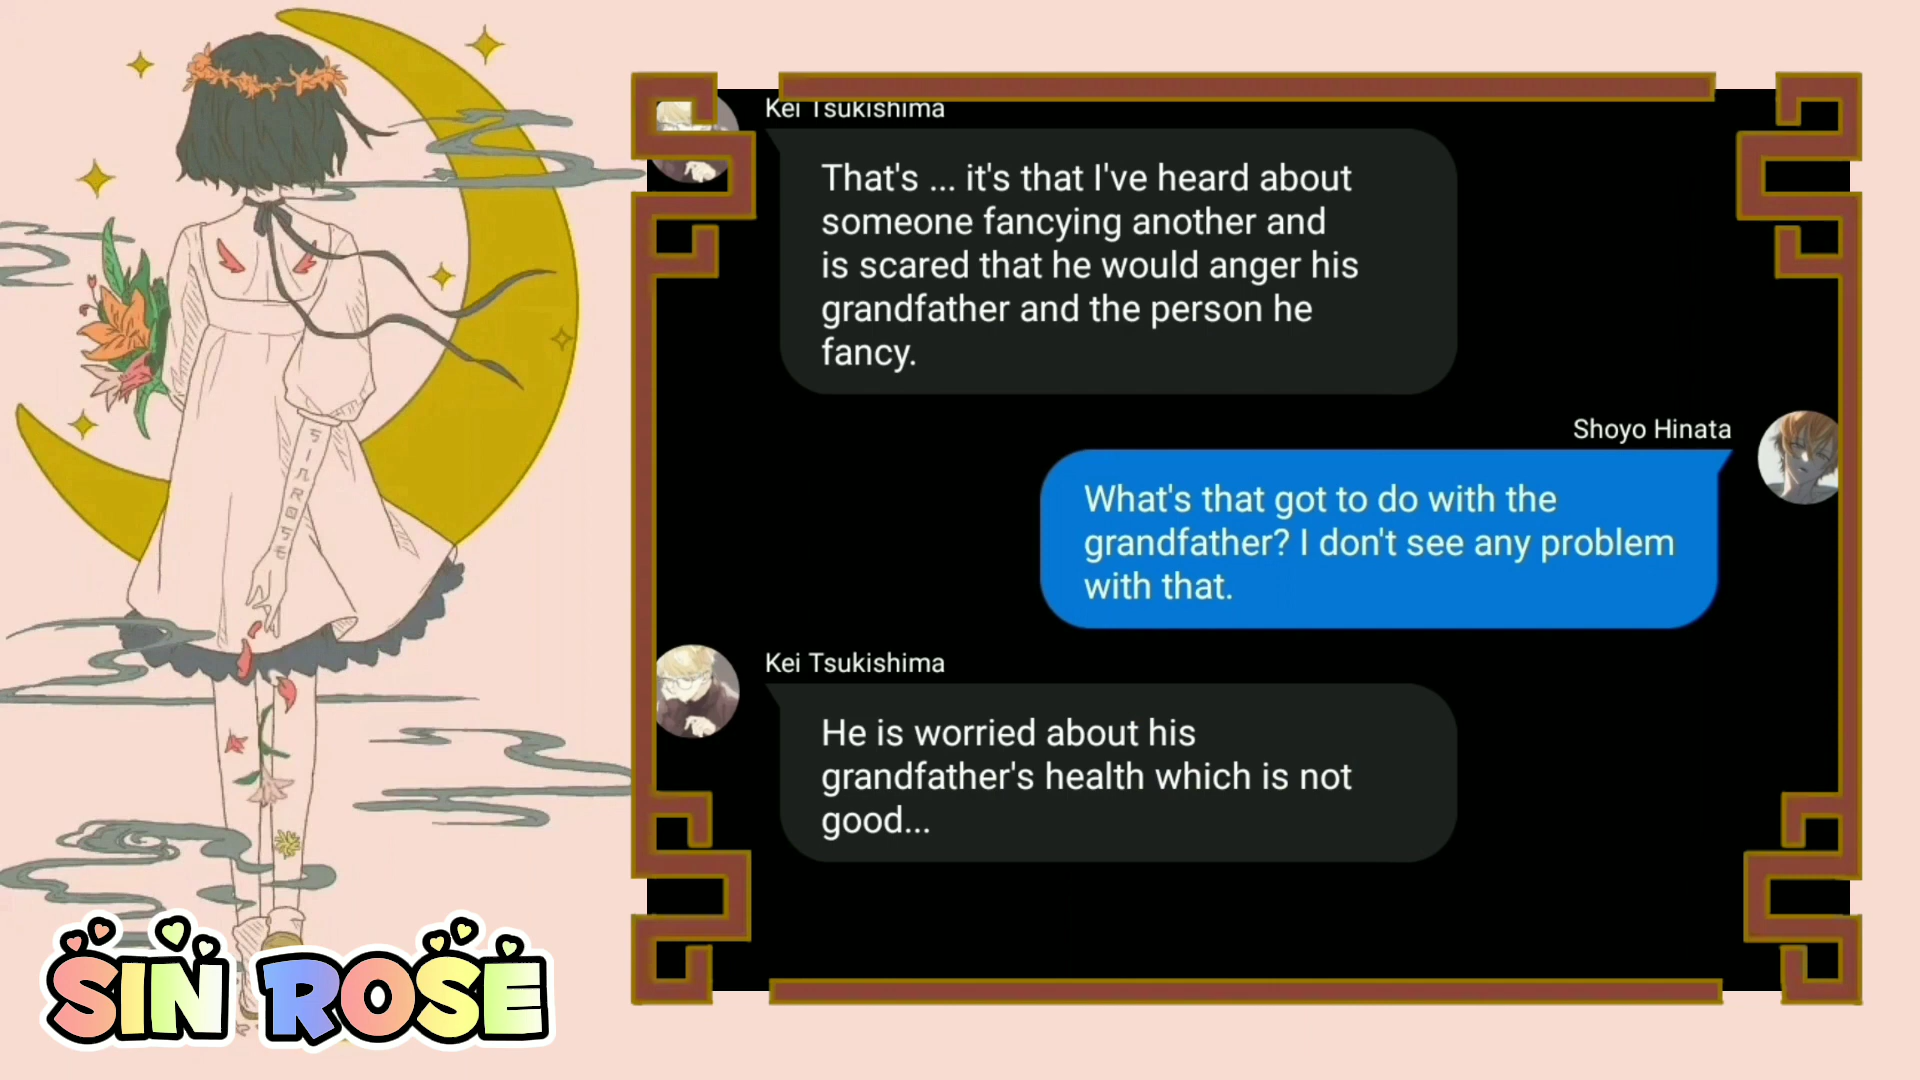 Kei Tsukishima
That's ... it's that I've heard about
someone fancying another and
is scared that he would anger his
grandfather and the person he
fancy.
Shoyo Hinata
What's that got to do with the
grandfather? I don't see any problem
with that.
Kei Tsukishima
He is worried about his
grandfather's health which is not
good...
SINROSE
SIN ROSE